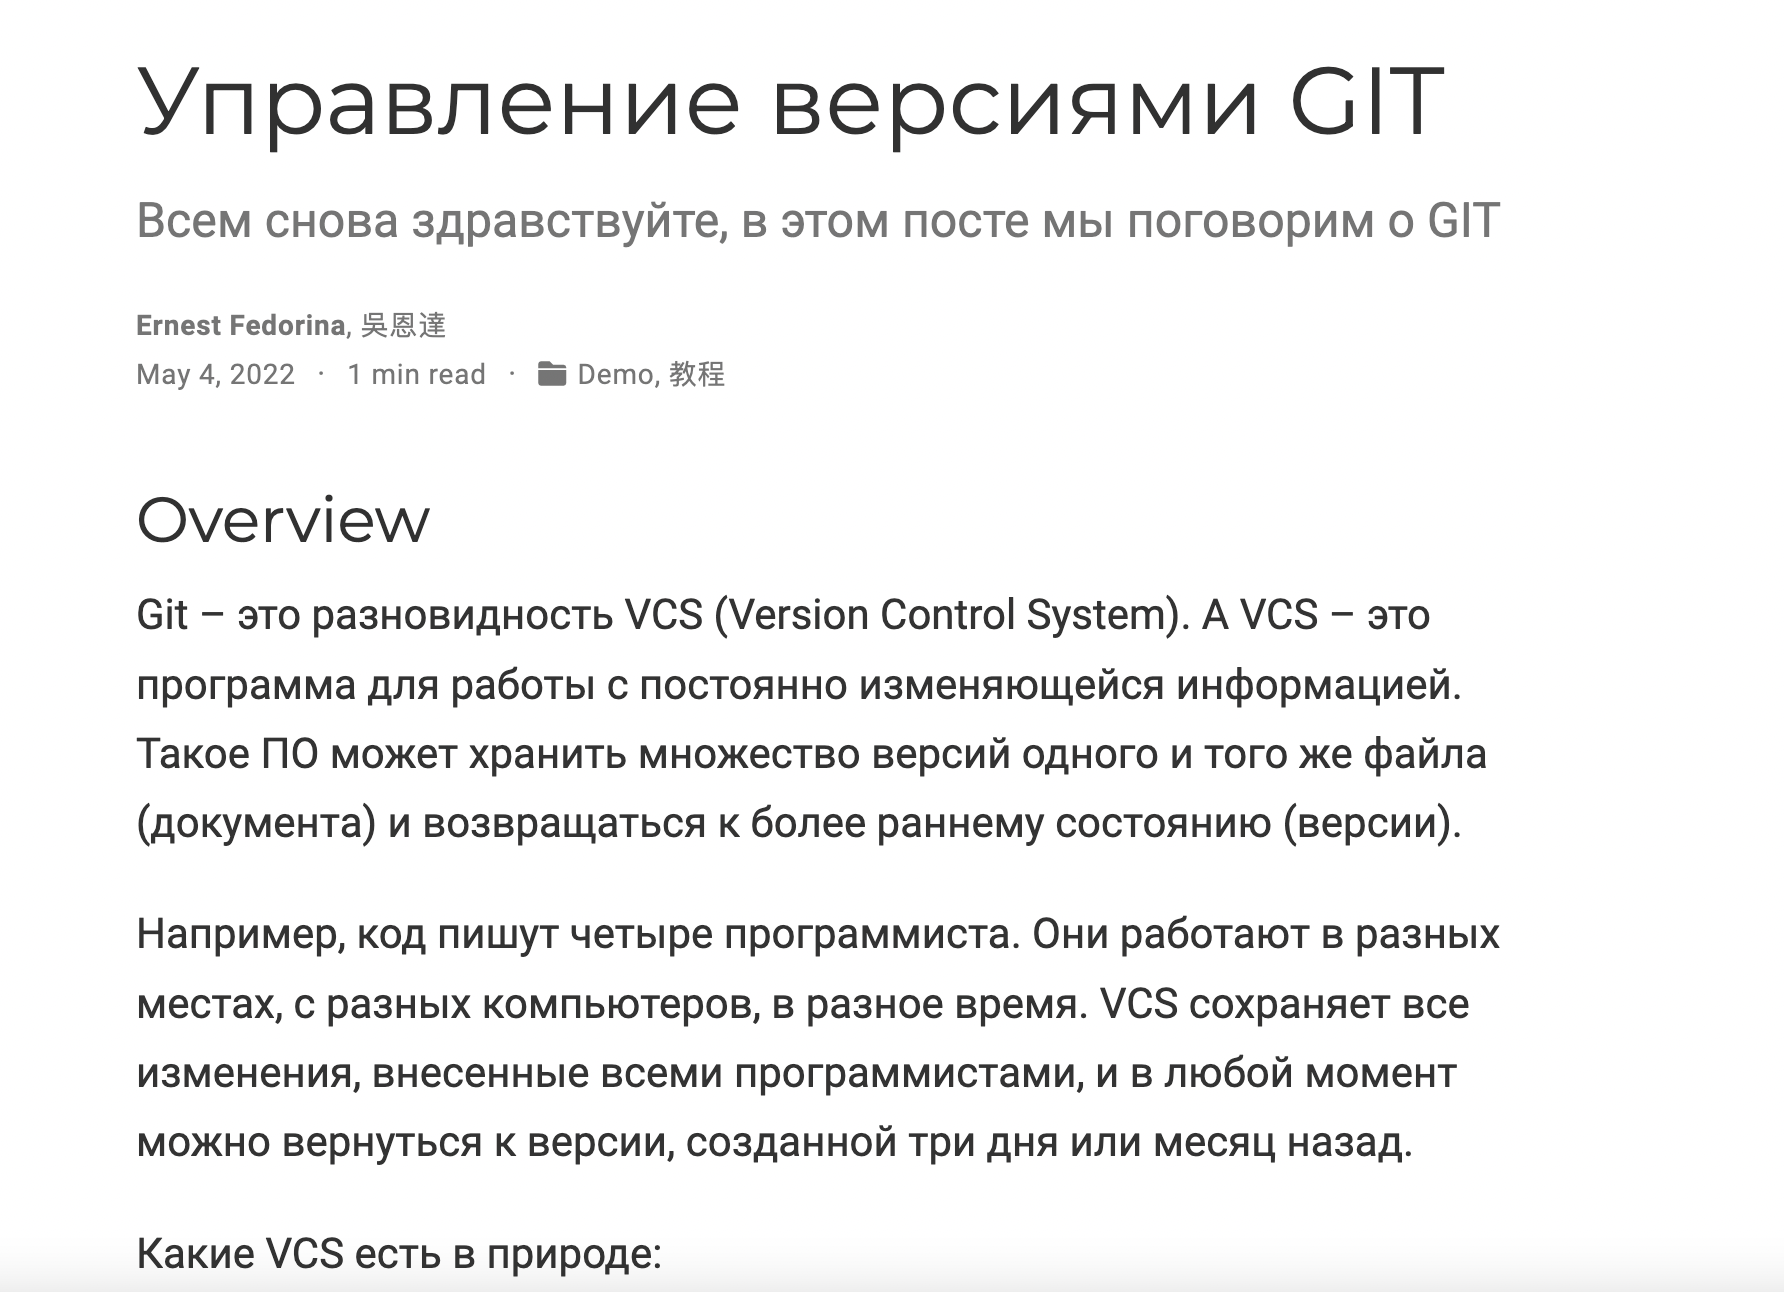 Управление версиями GIT
Всем снова здравствуйте, в этом посте мы поговорим о GIT
Ernest Fedorina, 吳恩達
May 4, 2022 · 1 min read · Demo, 教程
Overview
Git – это разновидность VCS (Version Control System). А VCS – это
программа для работы с постоянно изменяющейся информацией.
Такое ПО может хранить множество версий одного и того же файла
(документа) и возвращаться к более раннему состоянию (версии).
Например, код пишут четыре программиста. Они работают в разных
местах, с разных компьютеров, в разное время. VCS сохраняет все
изменения, внесенные всеми программистами, и в любой момент
можно вернуться к версии, созданной три дня или месяц назад.
Какие VCS есть в природе: